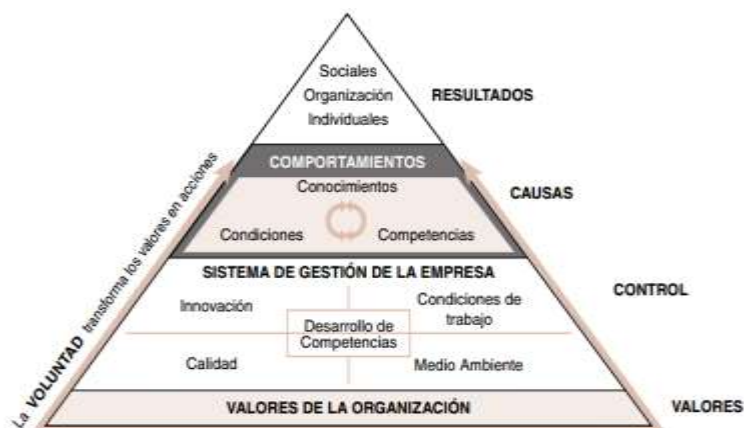 Sociales
Organización
Individuales
RESULTADOS
COMPORTAMIENTOS
Conocimientos
CAUSAS
Condiciones
Competencias
SISTEMA DE GESTIÓN DE LA EMPRESA
Innovación
Condiciones de
trabajo
CONTROL
Desarrollo de
Competencias
Calidad
Medio Ambiente
VALORES DE LA ORGANIZACIÓN
VALORES
La VOLUNTAD transforma los valores en acciones